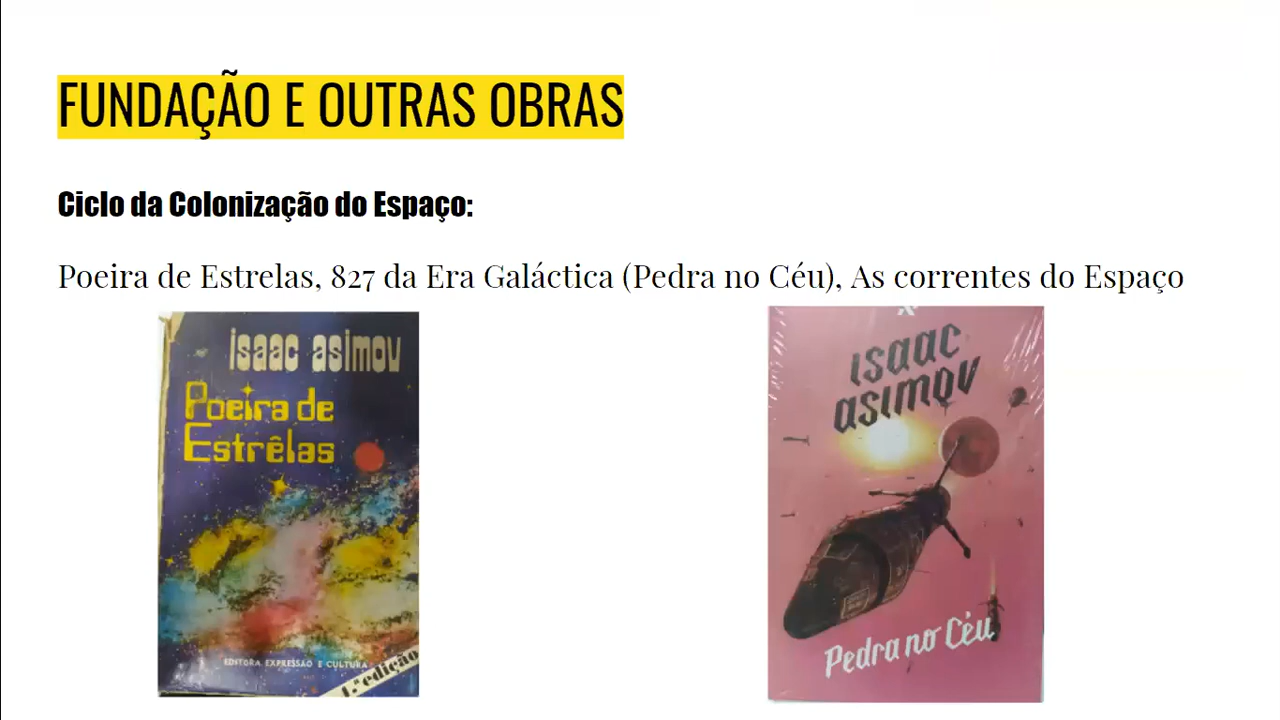 FUNDAÇÃO E OUTRAS OBRAS
Ciclo da Colonização do Espaço:
Poeira de Estrelas, 827 da Era Galáctica (Pedra no Céu), As correntes do Espaço
isaac asimov
Poeira de
Estrêlas
EDITORA EXPRESSÃO E CULTURA
1.ª edição
isaac
asimov
Pedra no Céu